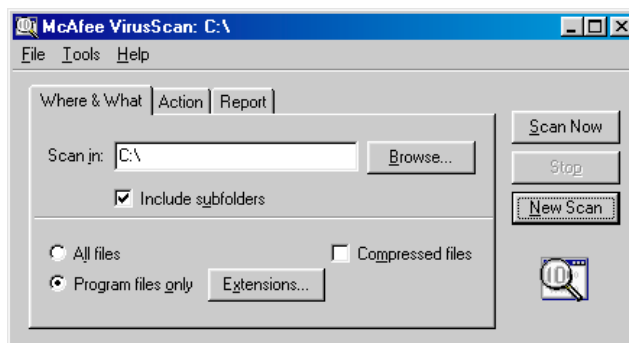 McAfee VirusScan: C:\
File Tools Help
Where & What Action Report
Scan in: C:\ Browse...
Include subfolders
All files Compressed files
Program files only Extensions...
Scan Now
Stop
New Scan